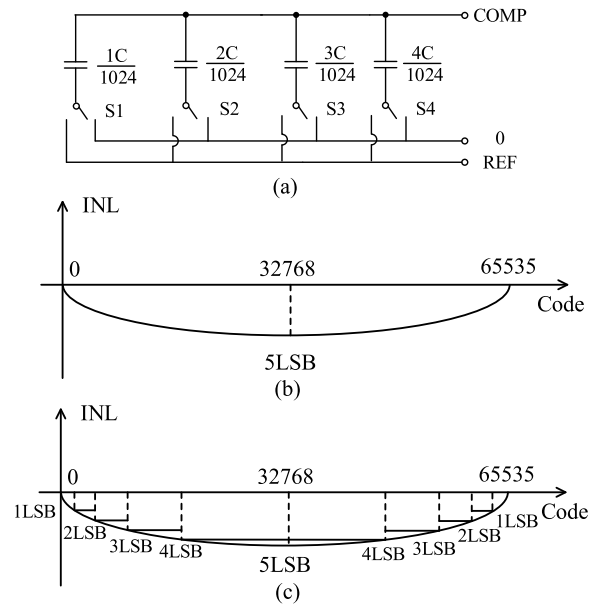 COMP
1C 2C 3C 4C
1024 1024 1024 1024
S1 S2 S3 S4
0
REF
(a)
INL
0 32768 65535
Code
5LSB
(b)
INL
0 32768 65535
1LSB 2LSB 3LSB 4LSB 5LSB 4LSB 3LSB 2LSB 1LSB Code
(c)